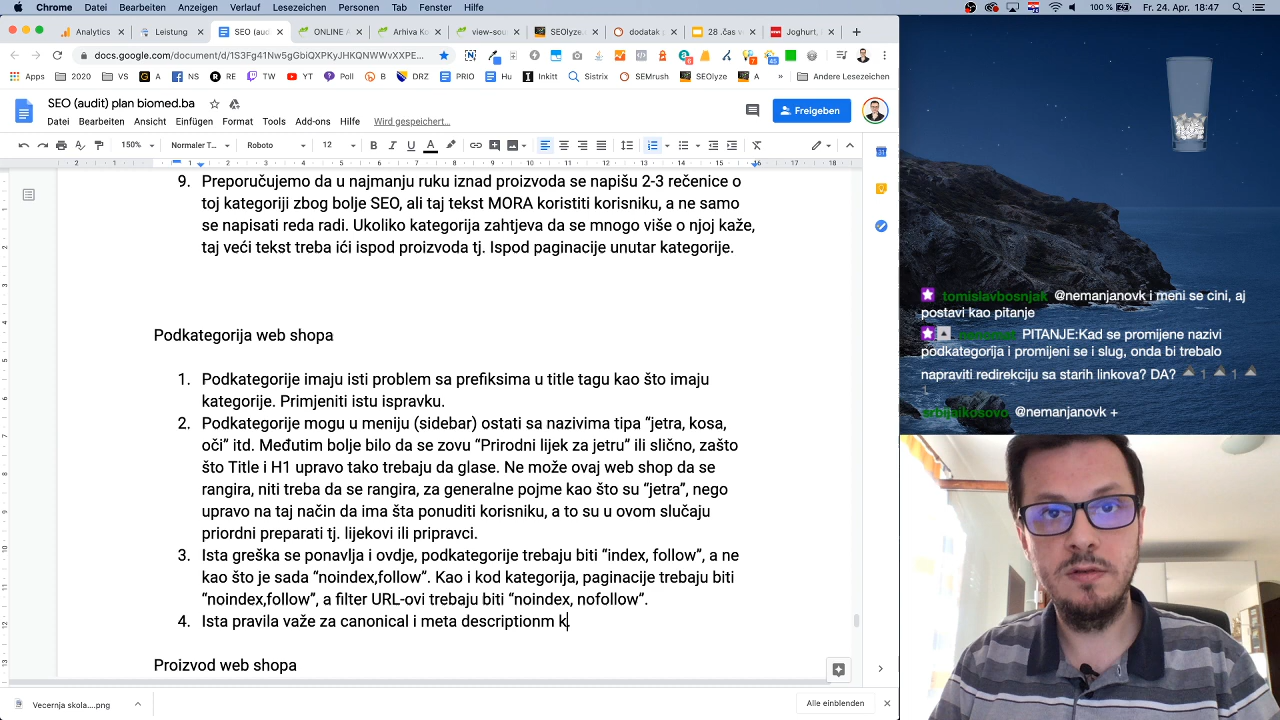 Chrome Datei Bearbeiten Anzeigen Verlauf Lesezeichen Personen Tab Fenster Hilfe 100 % Fr. 24. Apr. 18:47
Analytics Leistung SEO (aud ONLINE Arhiva Ko view-sou SEOlyze dodatak p 28 .čas v Joghurt,
docs.google.com/document/d/1S3Fg41Nw5gGbIQXPKyJHKONWWvXXPE...
Apps 2020 VS A NS RE TW YT Poll B DRZ PRIO Hu Inkitt Sistrix SEMrush SEOlyze A » Andere Lesezeichen
SEO (audit) plan biomed.ba
Datei Bearbeiten Ansicht Einfügen Format Tools Add-ons Hilfe Wird gespeichert...
Freigeben
150% Normaler T... Roboto 12 B I U A
9. Preporučujemo da u najmanju ruku iznad proizvoda se napišu 2-3 rečenice o
toj kategoriji zbog bolje SEO, ali taj tekst MORA koristiti korisniku, a ne samo
se napisati reda radi. Ukoliko kategorija zahtjeva da se mnogo više o njoj kaže,
taj veći tekst treba ići ispod proizvoda tj. Ispod paginacije unutar kategorije.
Podkategorija web shopa
1. Podkategorije imaju isti problem sa prefiksima u title tagu kao što imaju
kategorije. Primjeniti istu ispravku.
2. Podkategorije mogu u meniju (sidebar) ostati sa nazivima tipa “jetra, kosa,
oči” itd. Međutim bolje bilo da se zovu “Prirodni lijek za jetru” ili slično, zašto
što Title i H1 upravo tako trebaju da glase. Ne može ovaj web shop da se
rangira, niti treba da se rangira, za generalne pojme kao što su “jetra”, nego
upravo na taj način da ima šta ponuditi korisniku, a to su u ovom slučaju
priordni preparati tj. lijekovi ili pripravci.
3. Ista greška se ponavlja i ovdje, podkategorije trebaju biti “index, follow”, a ne
kao što je sada “noindex,follow”. Kao i kod kategorija, paginacije trebaju biti
“noindex,follow”, a filter URL-ovi trebaju biti “noindex, nofollow”.
4. Ista pravila važe za canonical i meta descriptionm k
Proizvod web shopa
Vecernja skola....png
Alle einblenden
tomislavbosnjak @nemanjanovk i meni se cini, aj
postavi kao pitanje
PITANJE:Kad se promijene nazivi
podkategorija i promijeni se i slug, onda bi trebalo
napraviti redirekciju sa starih linkova? DA? 1 1
1
srbijaikosovo @nemanjanovk +